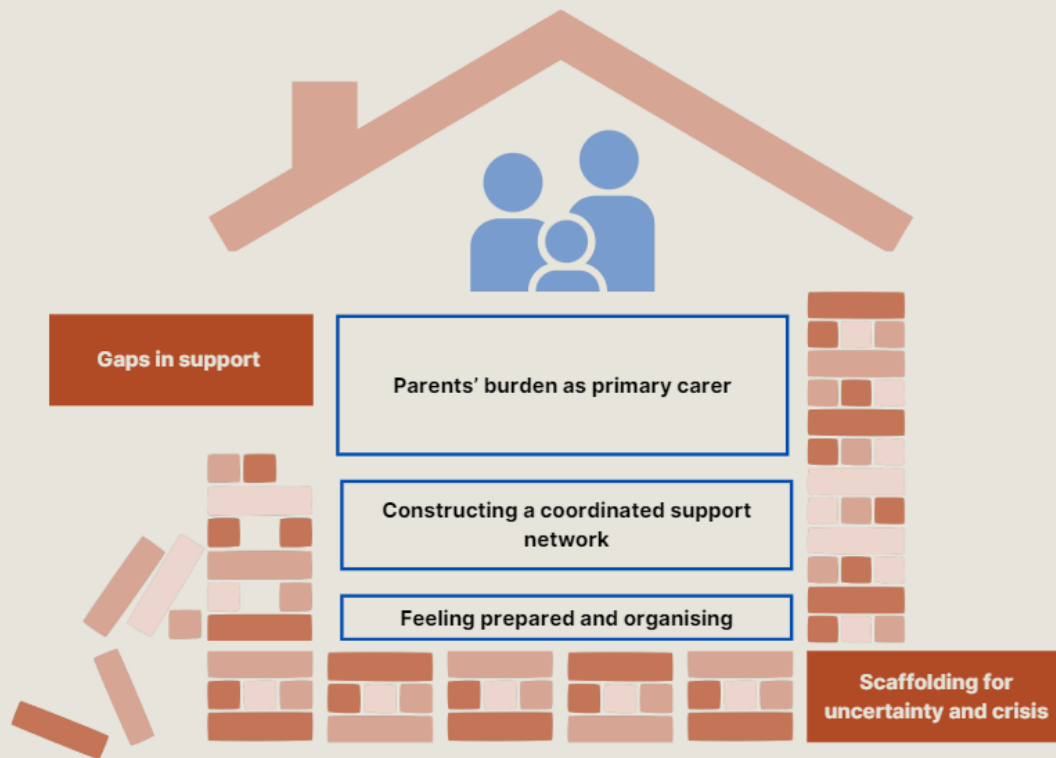 Gaps in support
Parents’ burden as primary carer
Constructing a coordinated support
network
Feeling prepared and organising
Scaffolding for
uncertainty and crisis